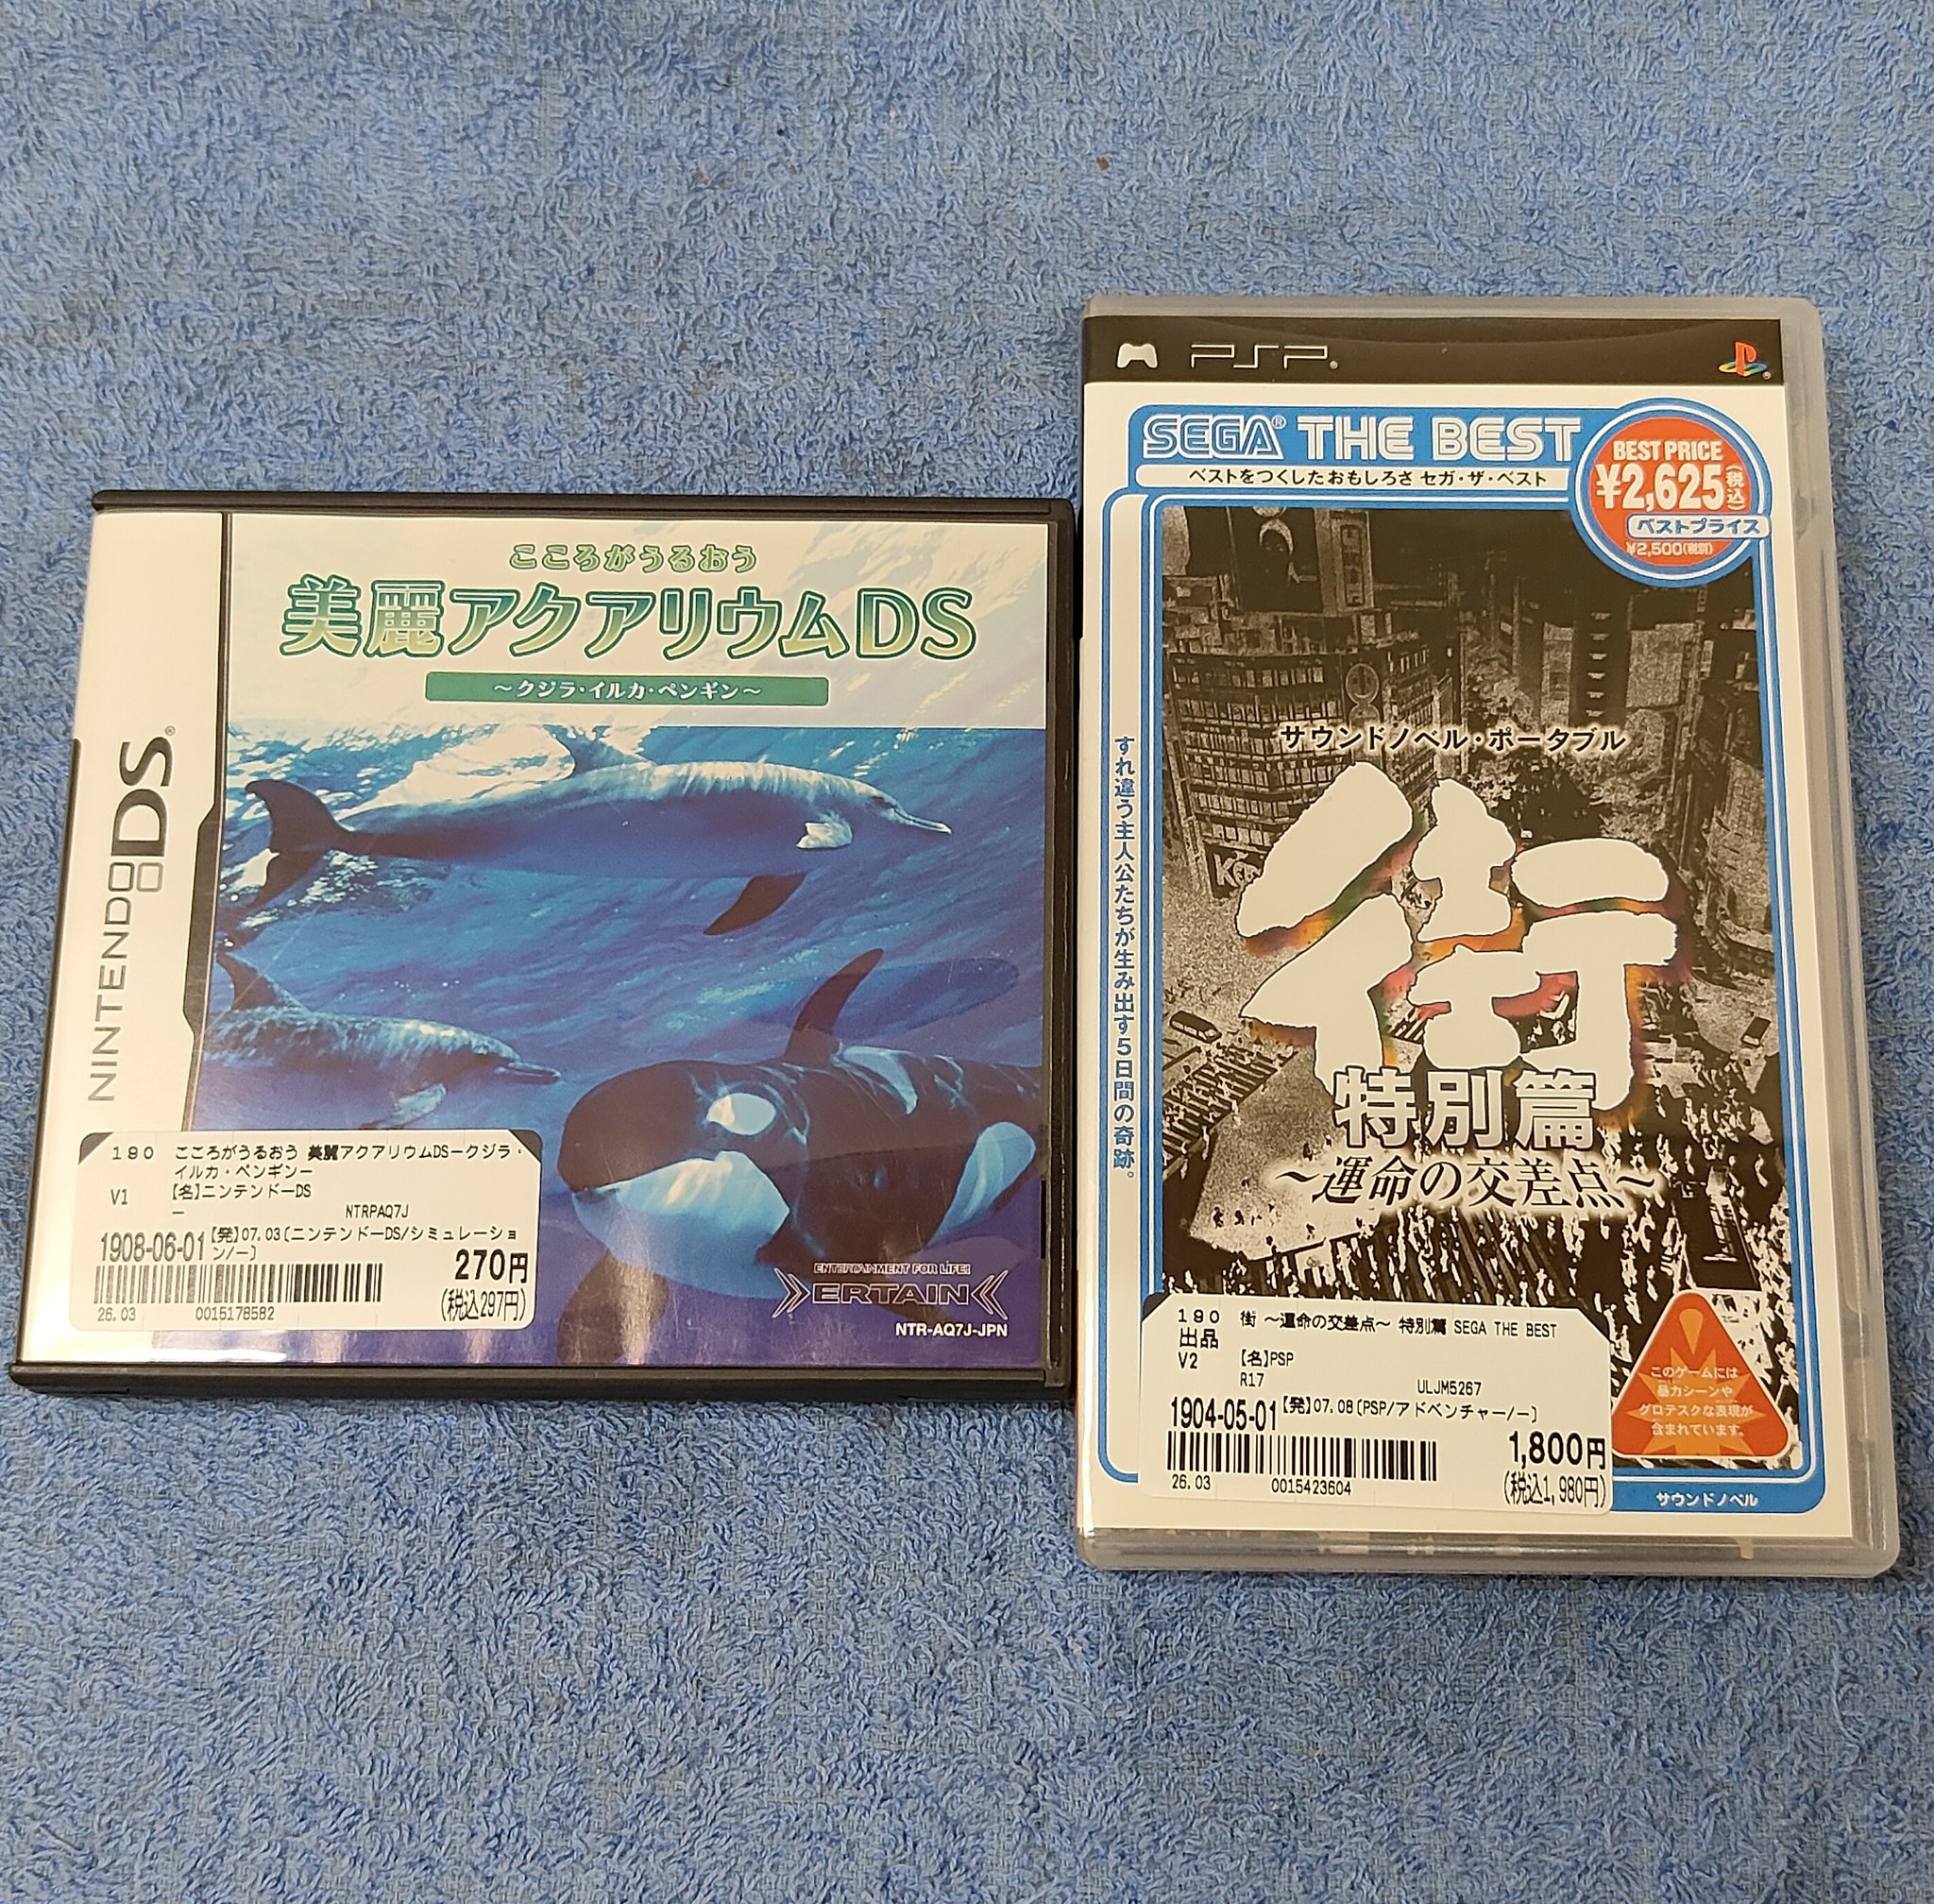 こころがうるおう
美麗アクアリウムDS
～クジラ・イルカ・ペンギン～
NINTENDO DS®
190 こころがうるおう 美麗アクアリウムDS－クジラ・
イルカ・ペンギン－
V1 【名】ニンテンドーDS
－ NTRPAQ7J
1908-06-01 【発】07.03〔ニンテンドーDS/シミュレーショ
ン/－〕
270円
26.03 0015178582 (税込297円)
ENTERTAINMENT FOR LIFE!
ERTAIN
NTR-AQ7J-JPN
PSP®
SEGA® THE BEST
ベストをつくしたおもしろさ セガ・ザ・ベスト
BEST PRICE
¥2,625(税込)
ベストプライス
¥2,500(税別)
すれ違う主人公たちが生み出す5日間の奇跡。
サウンドノベル・ポータブル
街
特別篇
～運命の交差点～
190 街 ～運命の交差点～ 特別篇 SEGA THE BEST
出品
V2 【名】PSP
R17 ULJM5267
1904-05-01 【発】07.08〔PSP/アドベンチャー/－〕
1,800円
26.03 0015423604 (税込1,980円)
このゲームには
暴力シーンや
グロテスクな表現が
含まれています。
サウンドノベル